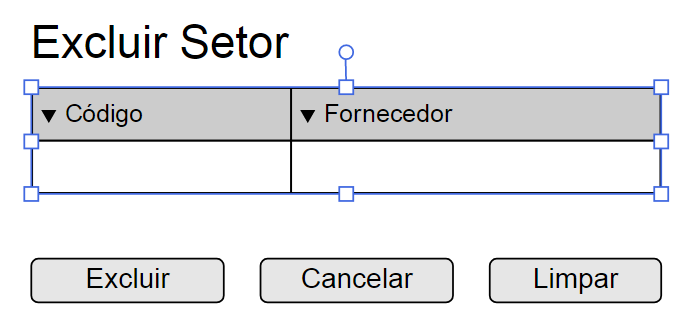 Excluir Setor
Código Fornecedor
Excluir Cancelar Limpar